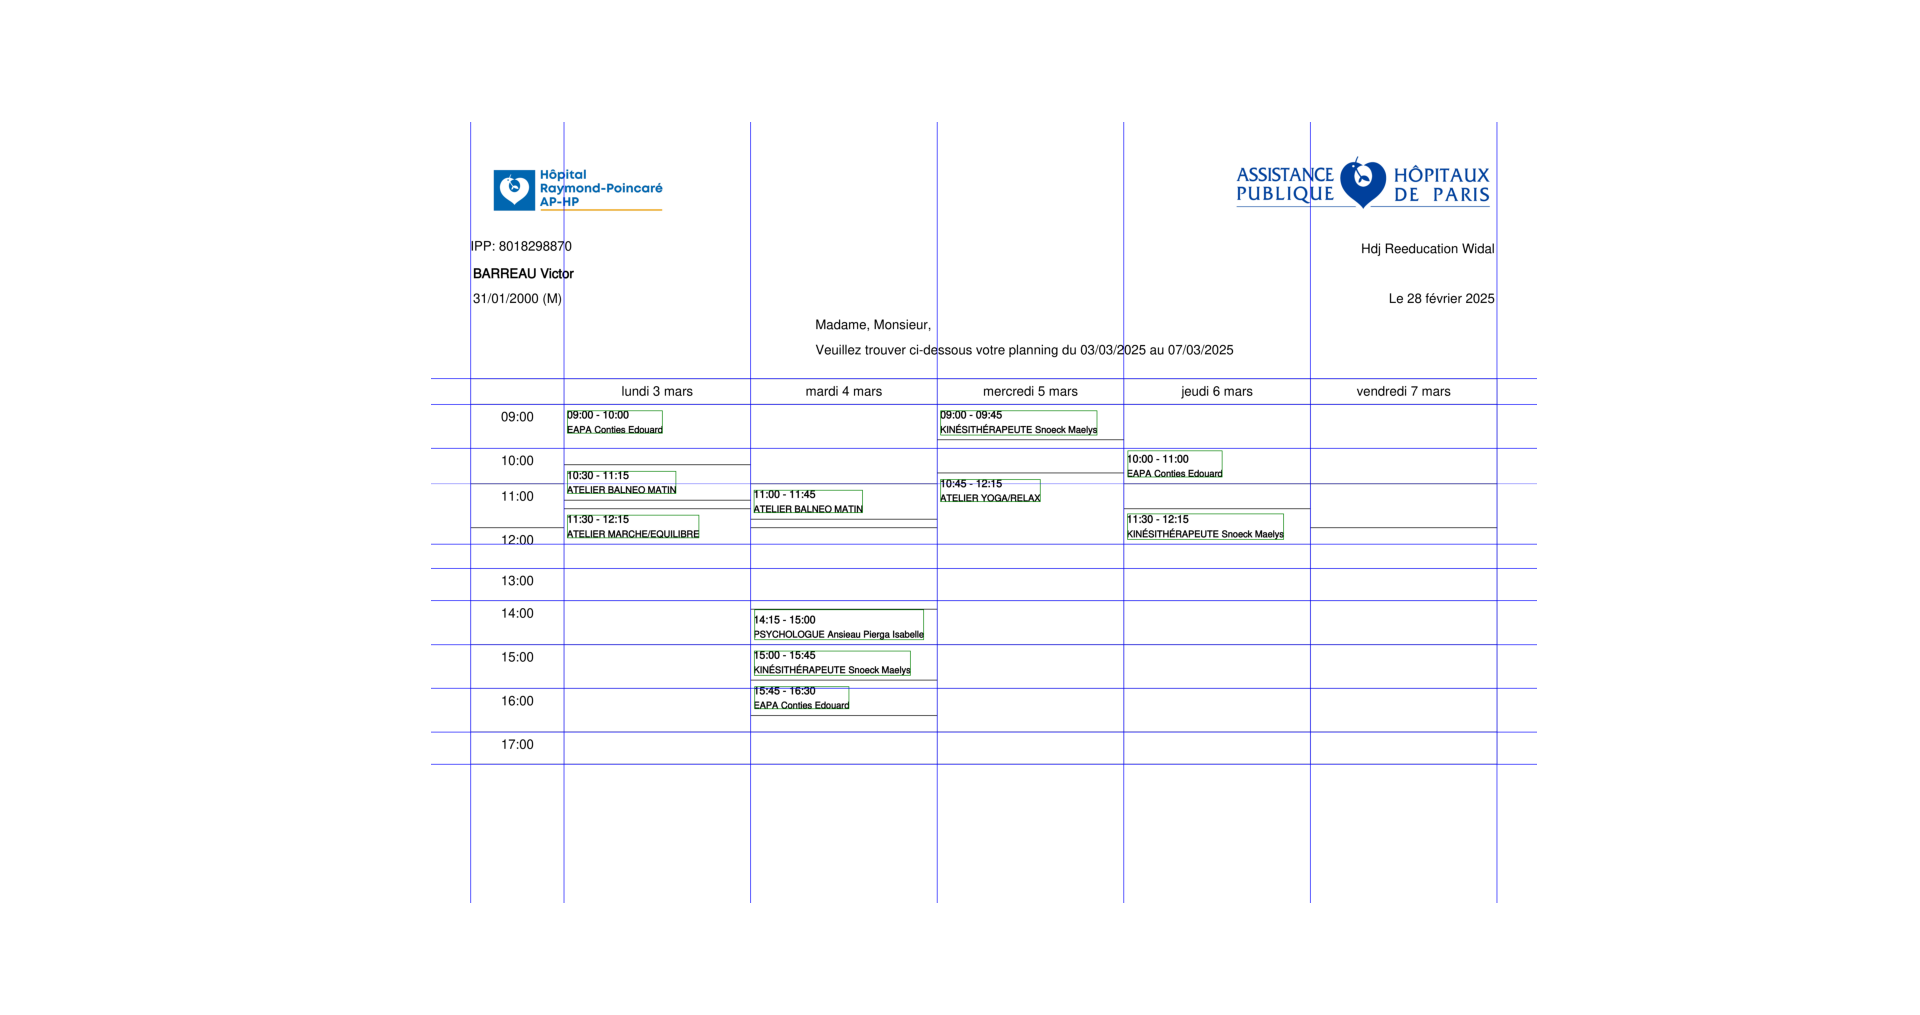 Hôpital
Raymond-Poincaré
AP-HP
ASSISTANCE PUBLIQUE HÔPITAUX DE PARIS
IPP: 8018298870
Hdj Reeducation Widal
BARREAU Victor
31/01/2000 (M)
Le 28 février 2025
Madame, Monsieur,
Veuillez trouver ci-dessous votre planning du 03/03/2025 au 07/03/2025
lundi 3 mars mardi 4 mars mercredi 5 mars jeudi 6 mars vendredi 7 mars
09:00
09:00 - 10:00
EAPA Conties Edouard
09:00 - 09:45
KINÉSITHÉRAPEUTE Snoeck Maelys
10:00
10:00 - 11:00
EAPA Conties Edouard
10:30 - 11:15
ATELIER BALNEO MATIN
10:45 - 12:15
ATELIER YOGA/RELAX
11:00
11:00 - 11:45
ATELIER BALNEO MATIN
11:30 - 12:15
ATELIER MARCHE/EQUILIBRE
11:30 - 12:15
KINÉSITHÉRAPEUTE Snoeck Maelys
12:00
13:00
14:00
14:15 - 15:00
PSYCHOLOGUE Ansieau Pierga Isabelle
15:00
15:00 - 15:45
KINÉSITHÉRAPEUTE Snoeck Maelys
15:45 - 16:30
EAPA Conties Edouard
16:00
17:00